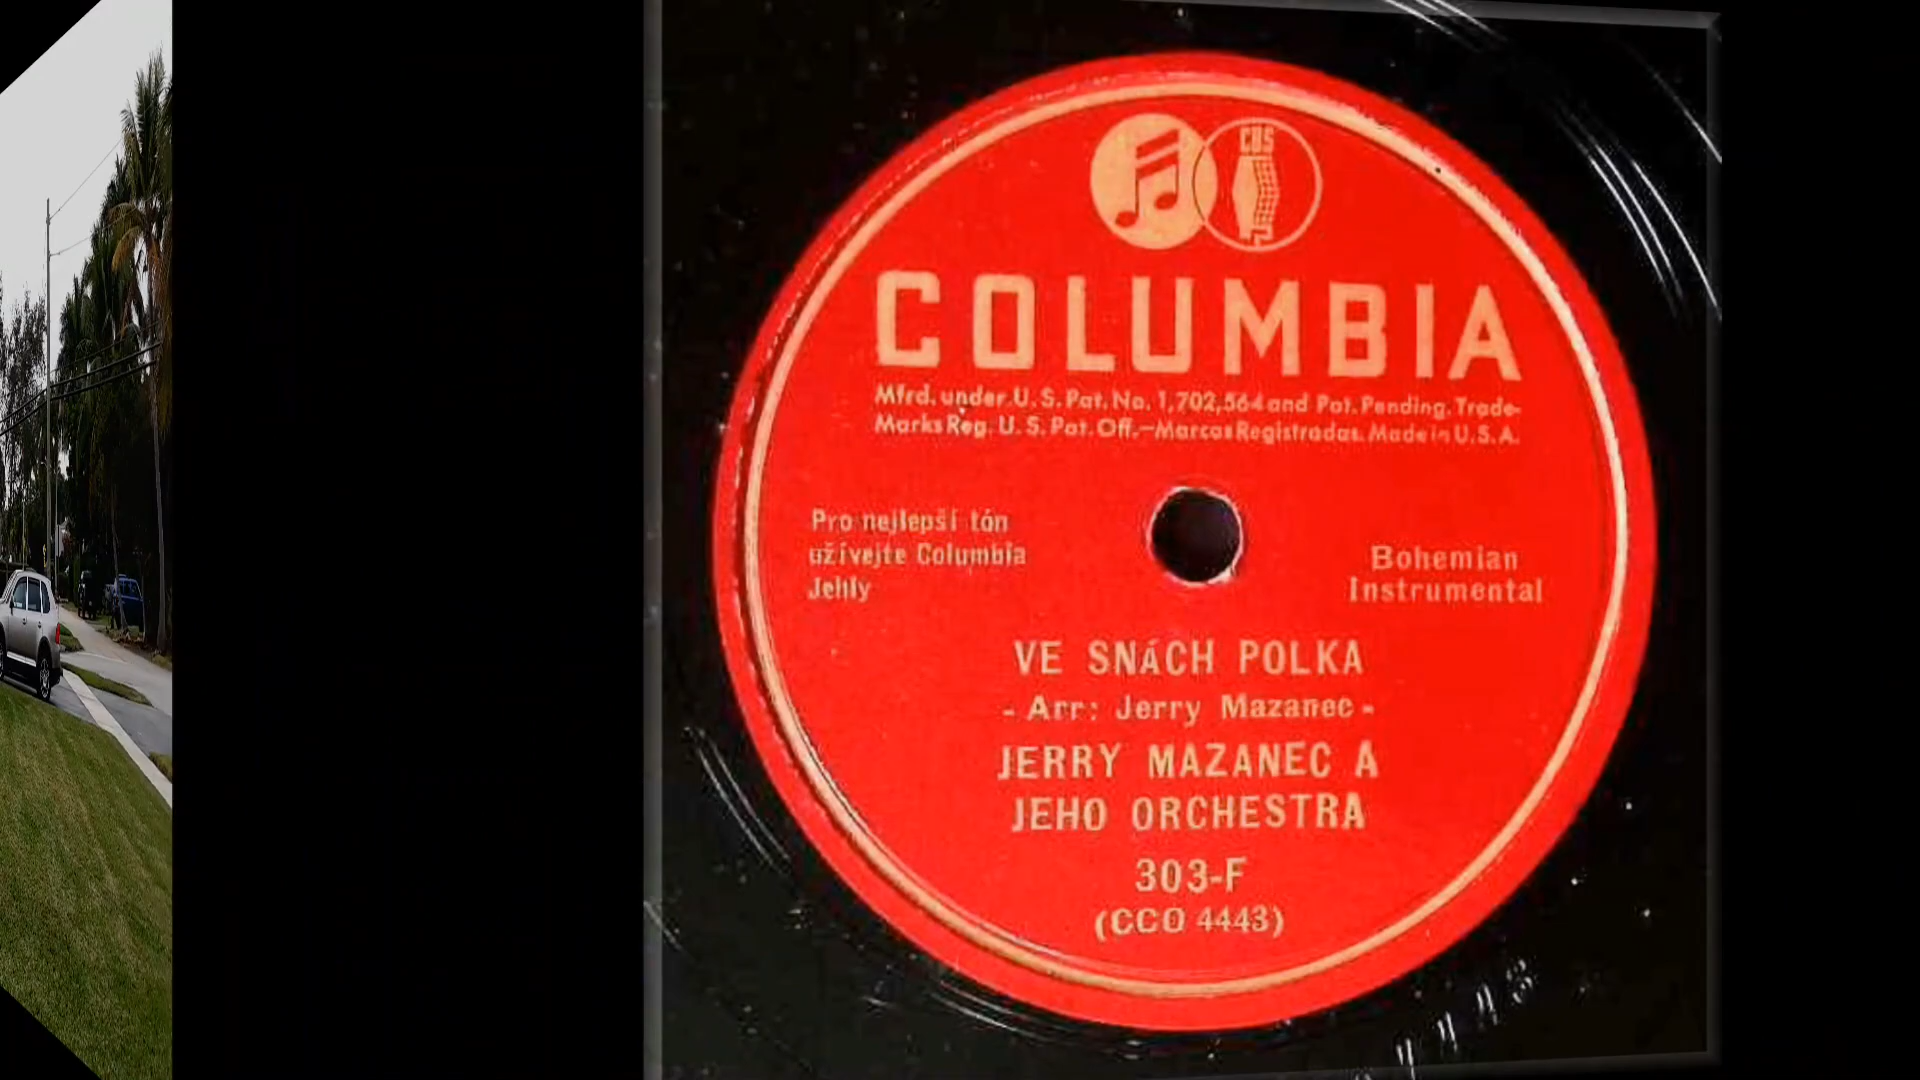 CBS
COLUMBIA
Mfrd. under U. S. Pat. No. 1,702,564 and Pat. Pending. Trade-
Marks Reg. U. S. Pat. Off.—Marcas Registradas. Made in U. S. A.
Pro nejlepší tón
užívejte Columbia
Jehly
Bohemian
Instrumental
VE SNÁCH POLKA
- Arr: Jerry Mazanec -
JERRY MAZANEC A
JEHO ORCHESTRA
303-F
(CCO 4443)